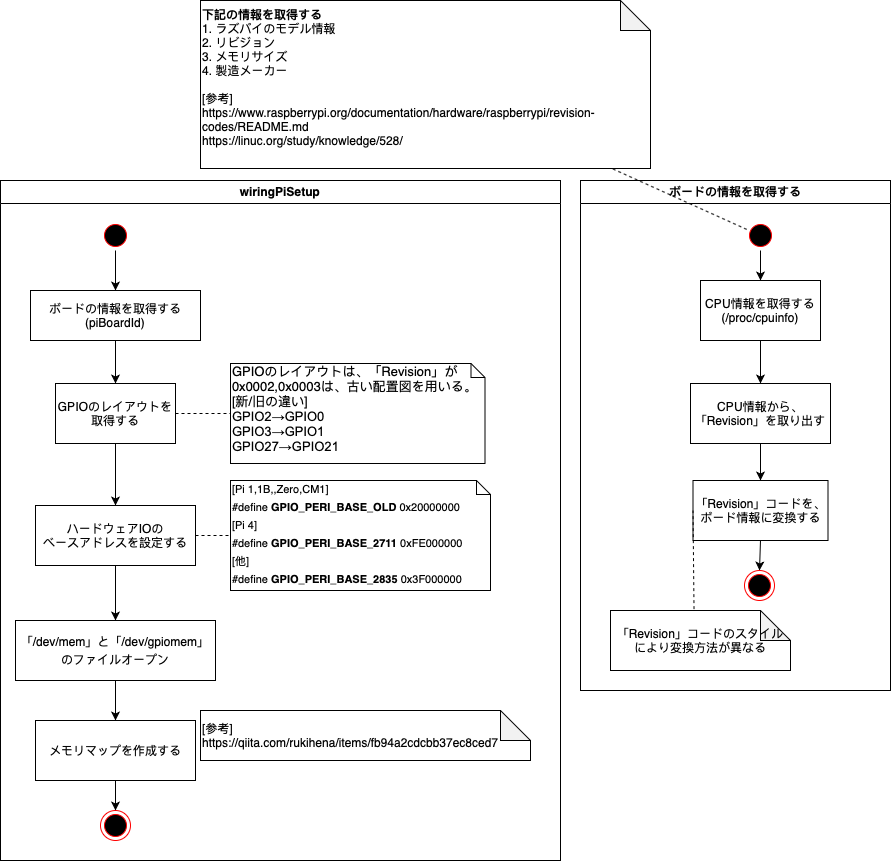 下記の情報を取得する
1. ラズバイのモデル情報
2. リビジョン
3. メモリサイズ
4. 製造メーカー
[参考]
https://www.raspberrypi.org/documentation/hardware/raspberrypi/revision-
codes/README.md
https://linuc.org/study/knowledge/528/
wiringPiSetup
ボードの情報を取得する
(piBoardId)
GPIOのレイアウトを
取得する
GPIOのレイアウトは、「Revision」が
0x0002,0x0003は、古い配置図を用いる。
[新/旧の違い]
GPIO2→GPIO0
GPIO3→GPIO1
GPIO27→GPIO21
ハードウェアIOの
ベースアドレスを設定する
[Pi 1,1B,,Zero,CM1]
#define GPIO_PERI_BASE_OLD 0x20000000
[Pi 4]
#define GPIO_PERI_BASE_2711 0xFE000000
[他]
#define GPIO_PERI_BASE_2835 0x3F000000
「/dev/mem」と「/dev/gpiomem」
のファイルオープン
メモリマップを作成する
[参考]
https://qiita.com/rukihena/items/fb94a2cdcbb37ec8ced7
ボードの情報を取得する
CPU情報を取得する
(/proc/cpuinfo)
CPU情報から、
「Revision」を取り出す
「Revision」コードを、
ボード情報に変換する
「Revision」コードのスタイル
により変換方法が異なる